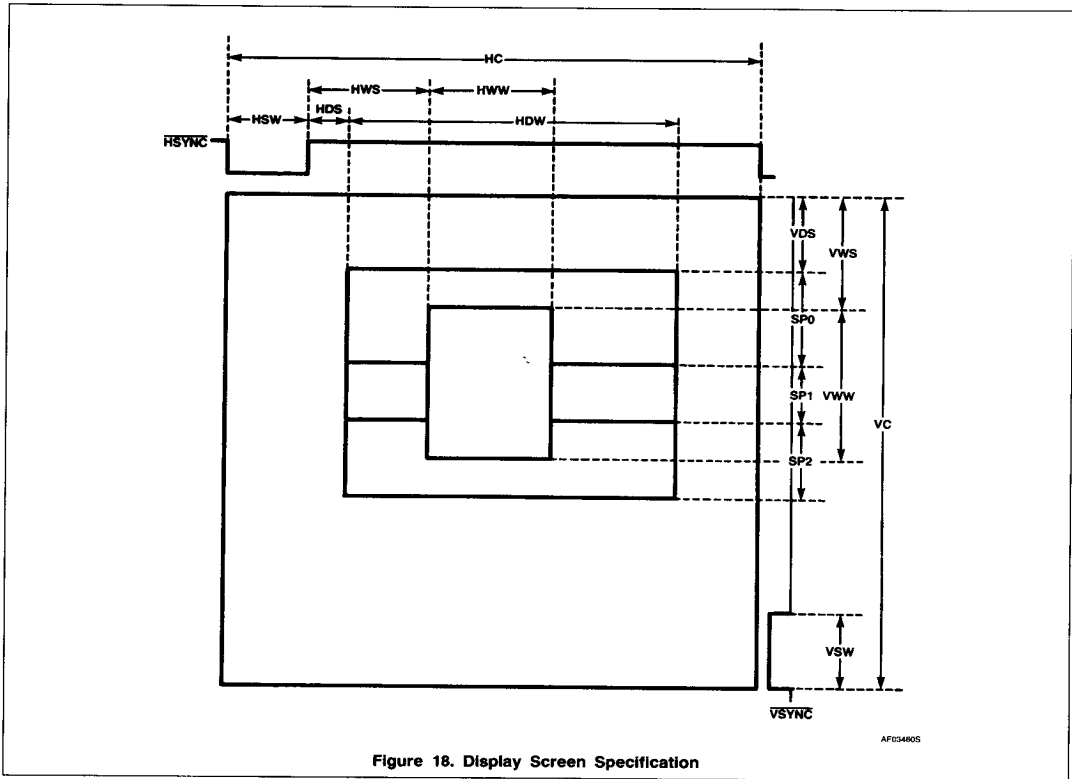 HC
HWS
HWW
HDS
HSW
HDW
HSYNC
VDS
VWS
SP0
SP1
VWW
VC
SP2
VSW
VSYNC
AF03460S
Figure 18. Display Screen Specification